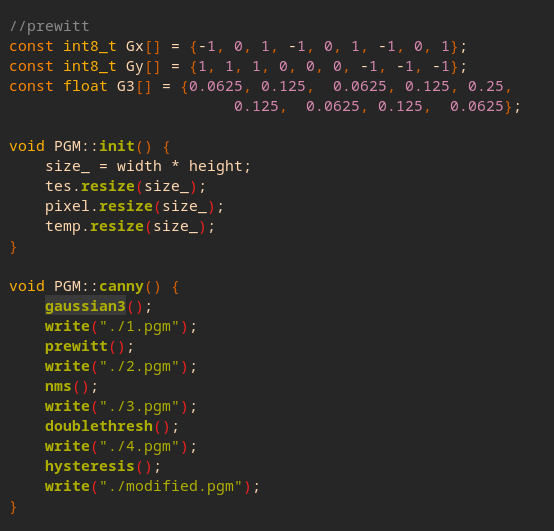 //prewitt
const int8_t Gx[] = {-1, 0, 1, -1, 0, 1, -1, 0, 1};
const int8_t Gy[] = {1, 1, 1, 0, 0, 0, -1, -1, -1};
const float G3[] = {0.0625, 0.125,  0.0625, 0.125, 0.25,
                         0.125,  0.0625, 0.125,  0.0625};

void PGM::init() {
    size_ = width * height;
    tes.resize(size_);
    pixel.resize(size_);
    temp.resize(size_);
}

void PGM::canny() {
    gaussian3();
    write("./1.pgm");
    prewitt();
    write("./2.pgm");
    nms();
    write("./3.pgm");
    doublethresh();
    write("./4.pgm");
    hysteresis();
    write("./modified.pgm");
}